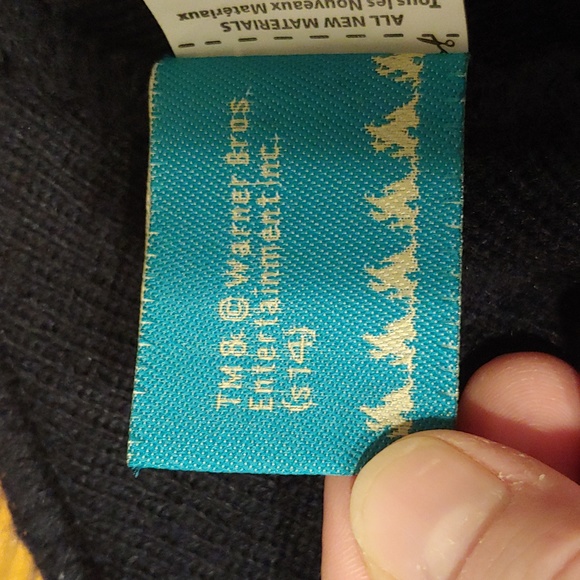 ALL NEW MATERIALS
Tous les Nouveaux Matériaux
TM & © Warner Bros.
Entertainment Inc.
(s14)